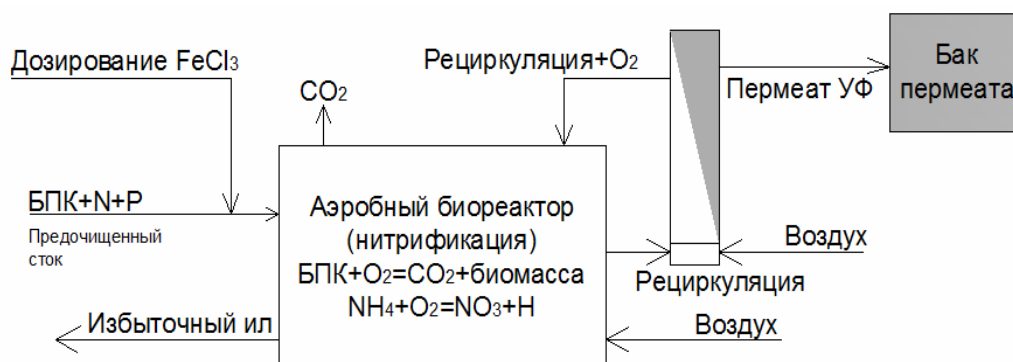 Дозирование FeCl₃
CO₂
Рециркуляция+O₂
Пермеат УФ
Бак
пермеата
БПК+N+P
Предочищенный
сток
Аэробный биореактор
(нитрификация)
БПК+O₂=CO₂+биомасса
NH₄+O₂=NO₃+H
Воздух
Рециркуляция
Избыточный ил
Воздух